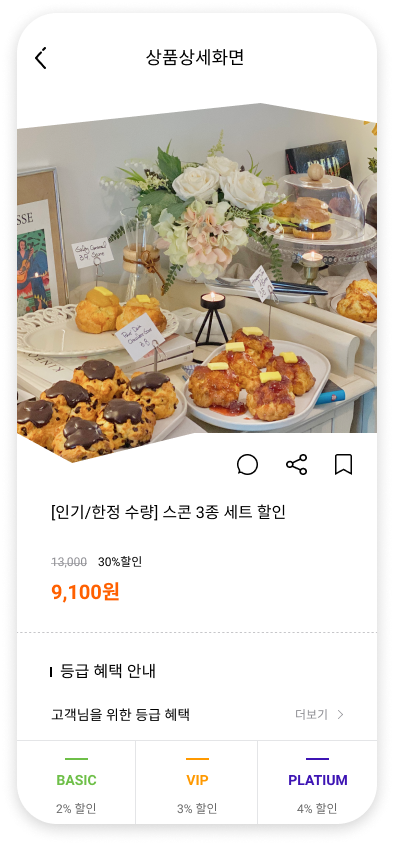 상품상세화면
[인기/한정 수량] 스콘 3종 세트 할인
13,000 30%할인
9,100원
등급 혜택 안내
고객님을 위한 등급 혜택
더보기
BASIC
VIP
PLATIUM
2% 할인
3% 할인
4% 할인